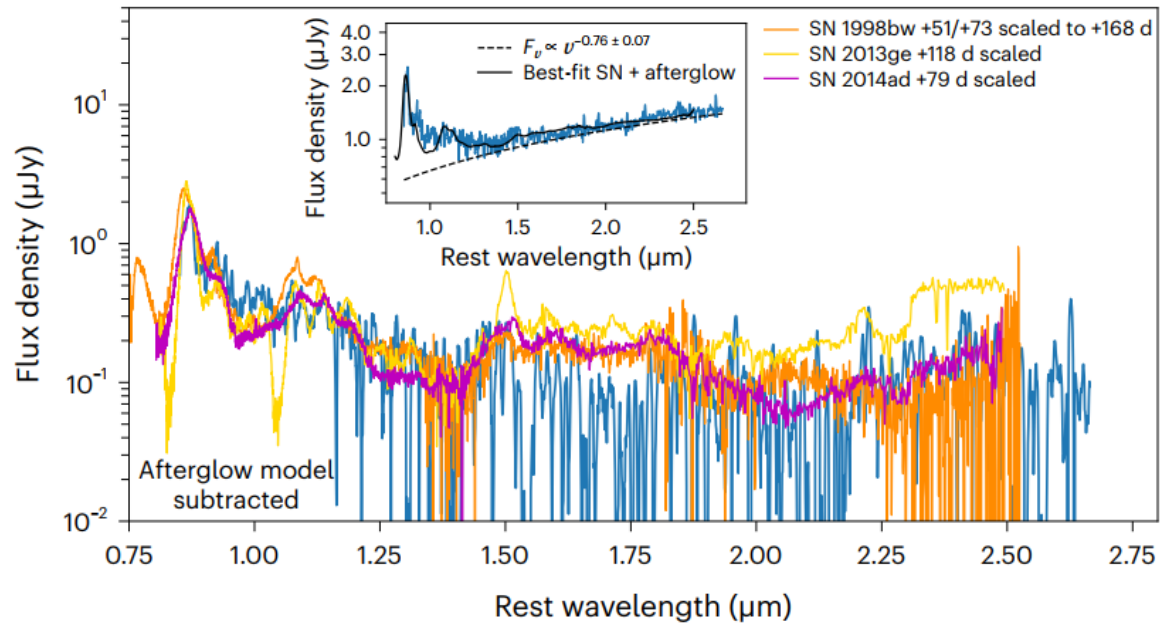 SN 1998bw +51/+73 scaled to +168 d
SN 2013ge +118 d scaled
SN 2014ad +79 d scaled
Flux density (μJy)
10¹
10⁰
10⁻¹
10⁻²
4.0
3.0
2.0
1.0
Flux density (μJy)
Fᵥ ∝ ν⁻⁰·⁷⁶ ± ⁰·⁰⁷
Best-fit SN + afterglow
1.0 1.5 2.0 2.5
Rest wavelength (μm)
Afterglow model
subtracted
0.75 1.00 1.25 1.50 1.75 2.00 2.25 2.50 2.75
Rest wavelength (μm)